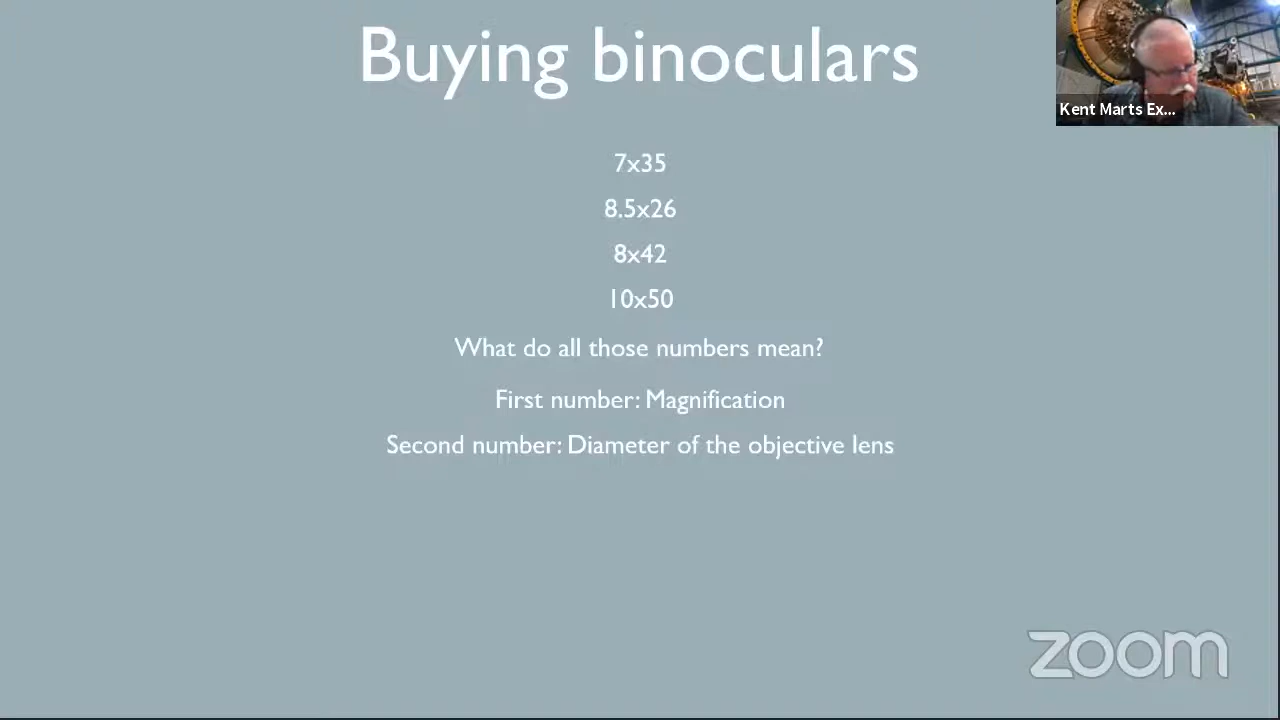 Buying binoculars
Kent Marts Ex...
7x35
8.5x26
8x42
10x50
What do all those numbers mean?
First number: Magnification
Second number: Diameter of the objective lens
zoom